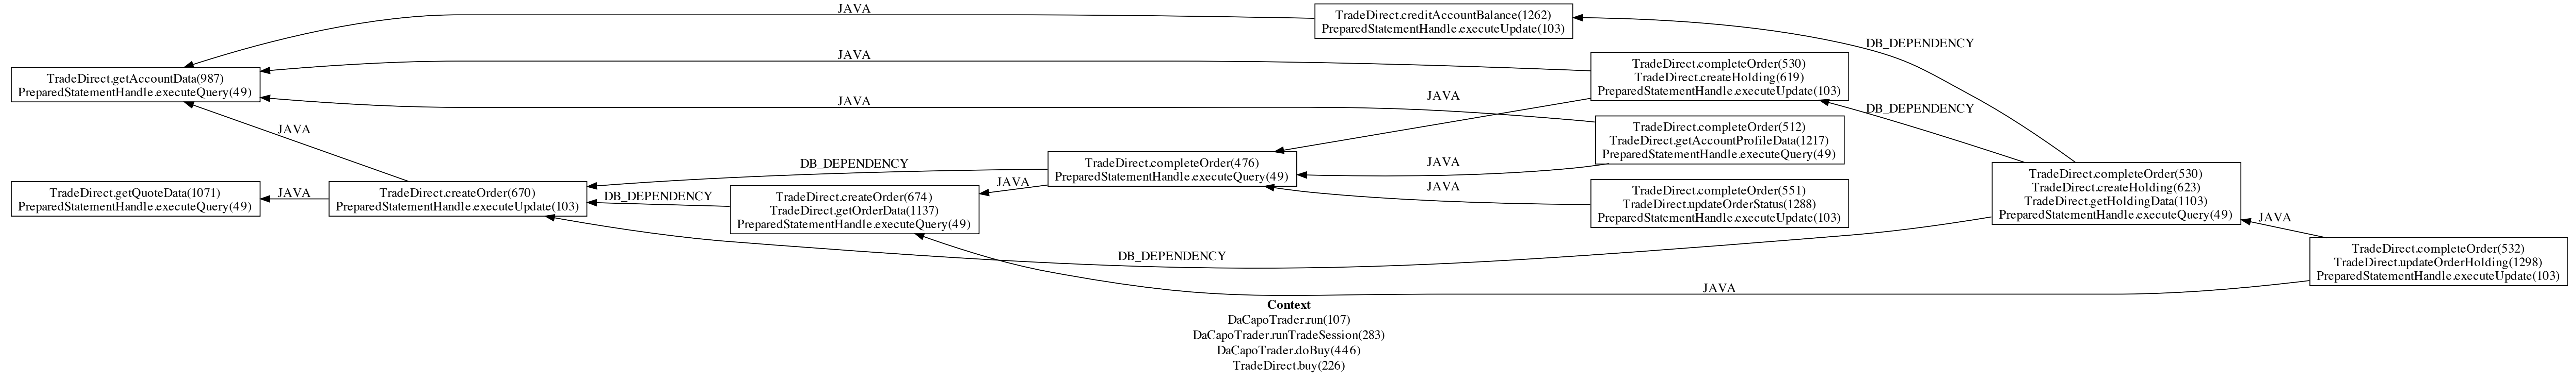 JAVA
TradeDirect.creditAccountBalance(1262)
PreparedStatementHandle.executeUpdate(103)
DB_DEPENDENCY
TradeDirect.getAccountData(987)
PreparedStatementHandle.executeQuery(49)
JAVA
TradeDirect.completeOrder(530)
TradeDirect.createHolding(619)
PreparedStatementHandle.executeUpdate(103)
JAVA
JAVA
DB_DEPENDENCY
JAVA
TradeDirect.completeOrder(512)
TradeDirect.getAccountProfileData(1217)
PreparedStatementHandle.executeQuery(49)
DB_DEPENDENCY
TradeDirect.completeOrder(476)
PreparedStatementHandle.executeQuery(49)
JAVA
TradeDirect.getQuoteData(1071)
PreparedStatementHandle.executeQuery(49)
JAVA
TradeDirect.createOrder(670)
PreparedStatementHandle.executeUpdate(103)
DB_DEPENDENCY
TradeDirect.createOrder(674)
TradeDirect.getOrderData(1137)
PreparedStatementHandle.executeQuery(49)
JAVA
JAVA
TradeDirect.completeOrder(551)
TradeDirect.updateOrderStatus(1288)
PreparedStatementHandle.executeUpdate(103)
TradeDirect.completeOrder(530)
TradeDirect.createHolding(623)
TradeDirect.getHoldingData(1103)
PreparedStatementHandle.executeQuery(49)
JAVA
DB_DEPENDENCY
TradeDirect.completeOrder(532)
TradeDirect.updateOrderHolding(1298)
PreparedStatementHandle.executeUpdate(103)
JAVA
Context
DaCapoTrader.run(107)
DaCapoTrader.runTradeSession(283)
DaCapoTrader.doBuy(446)
TradeDirect.buy(226)